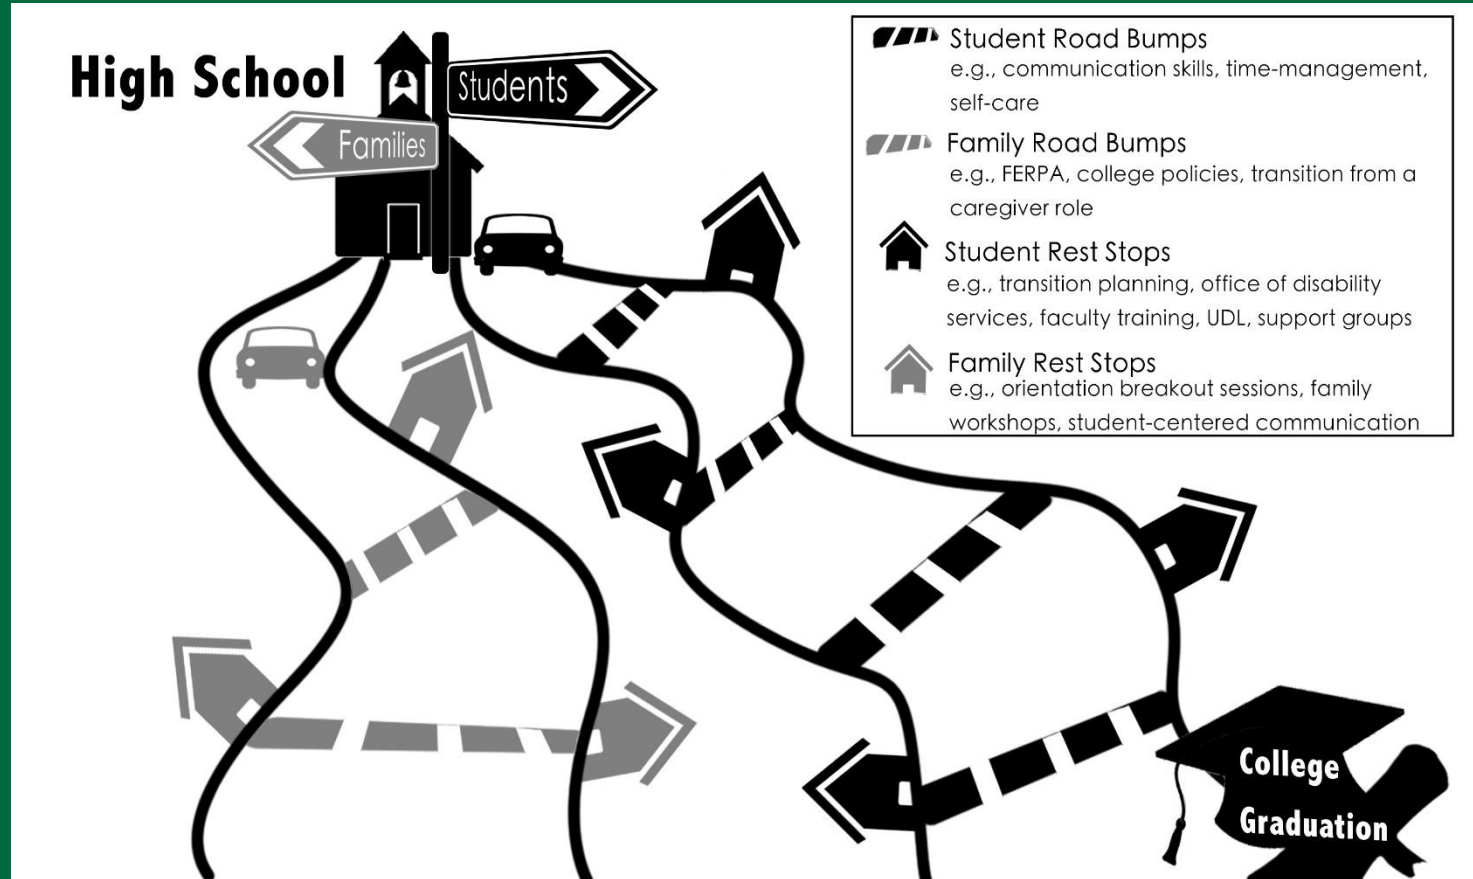 High School
Students
Families
Student Road Bumps
e.g., communication skills, time-management,
self-care
Family Road Bumps
e.g., FERPA, college policies, transition from a
caregiver role
Student Rest Stops
e.g., transition planning, office of disability
services, faculty training, UDL, support groups
Family Rest Stops
e.g., orientation breakout sessions, family
workshops, student-centered communication
College
Graduation